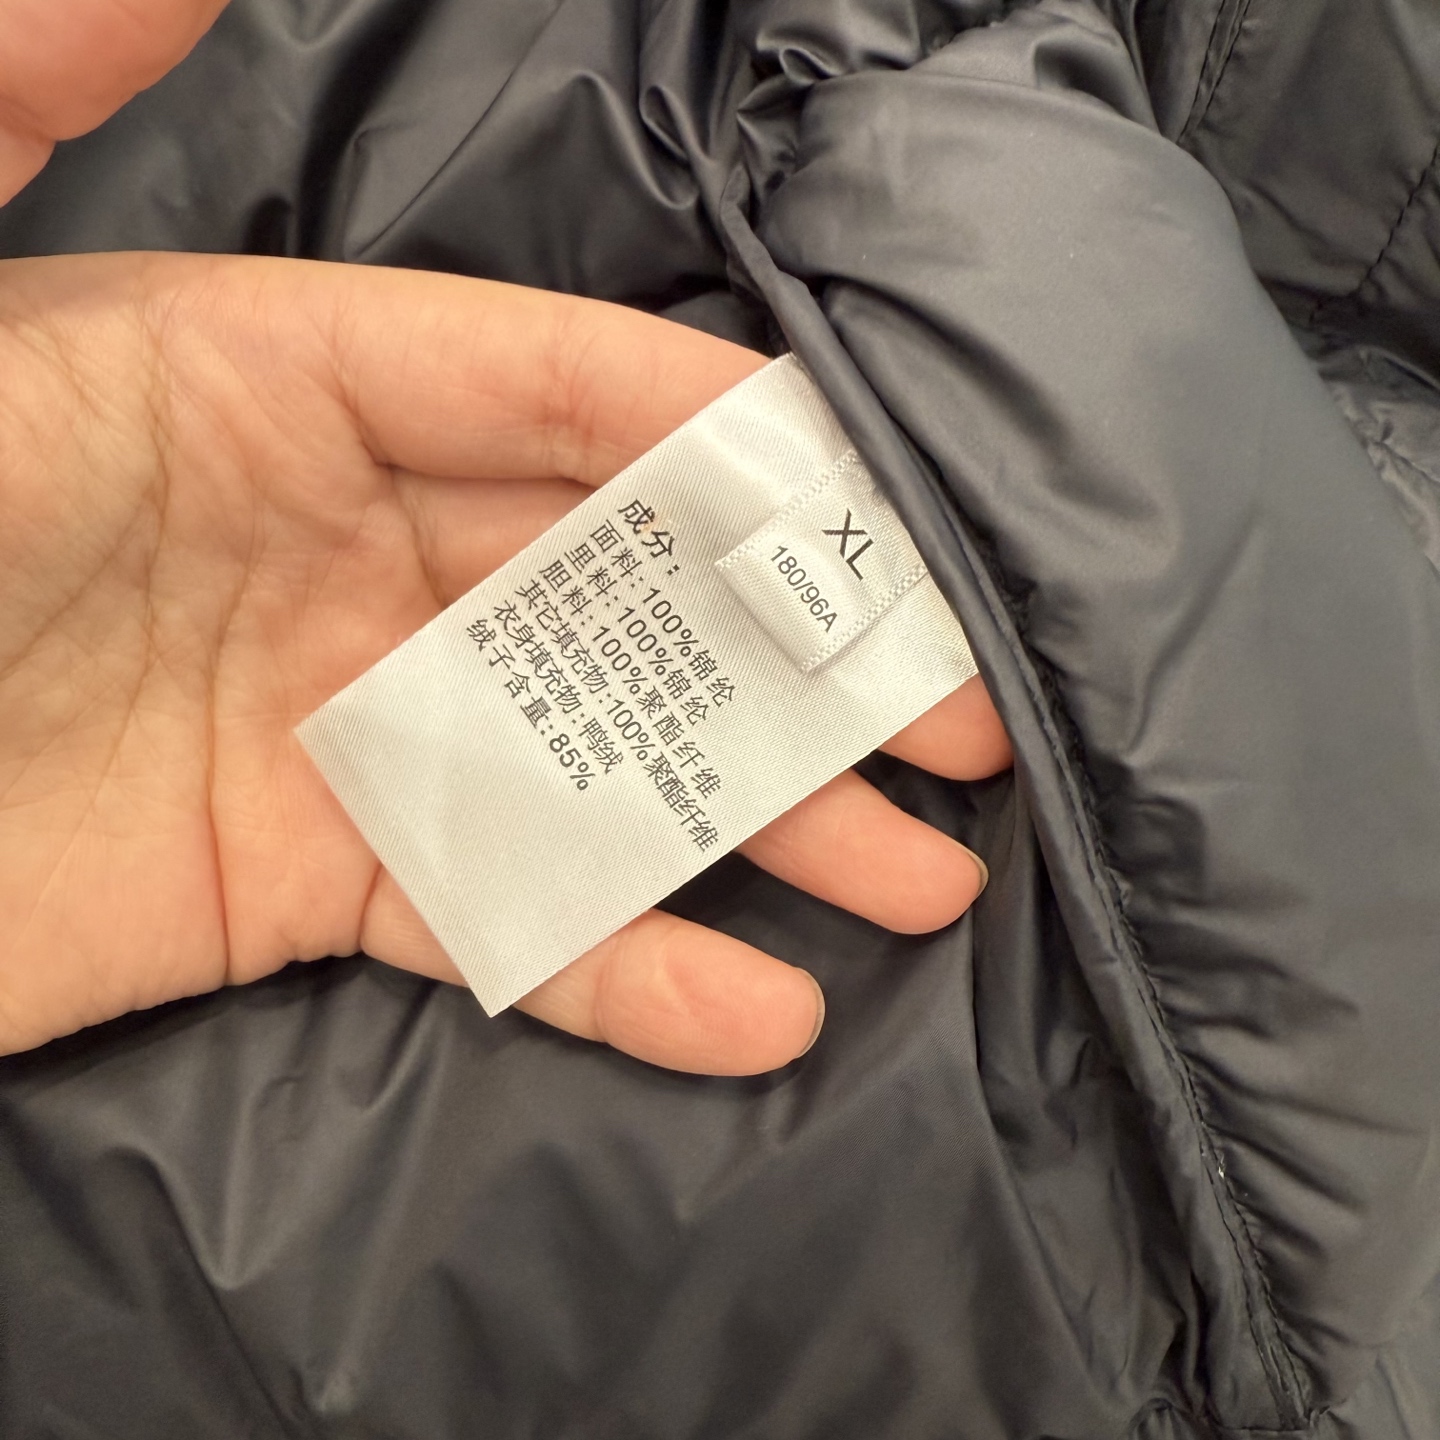 XL
180/96A
成分：
面料：100%锦纶
里料：100%锦纶
胆料：100%聚酯纤维
其它填充物：100%聚酯纤维
衣身填充物：鸭绒
绒子含量：85%